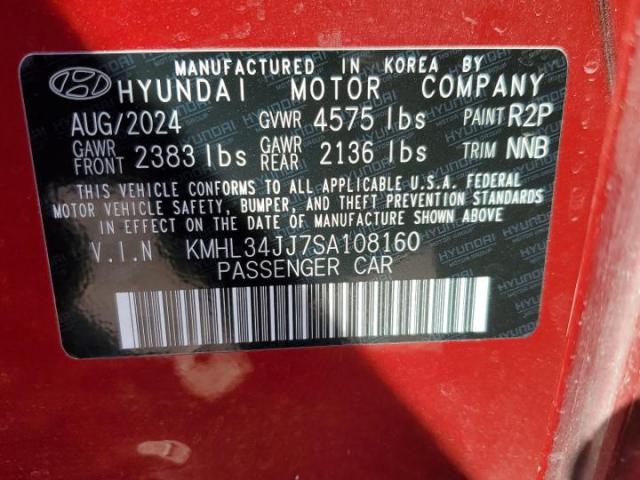 MANUFACTURED IN KOREA BY
HYUNDAI MOTOR COMPANY
AUG/2024 GVWR 4575 lbs PAINT R2P
GAWR FRONT 2383 lbs GAWR REAR 2136 lbs TRIM NNB
THIS VEHICLE CONFORMS TO ALL APPLICABLE U.S.A. FEDERAL
MOTOR VEHICLE SAFETY, BUMPER, AND THEFT PREVENTION STANDARDS
IN EFFECT ON THE DATE OF MANUFACTURE SHOWN ABOVE
V.I.N KMHL34JJ7SA108160
PASSENGER CAR